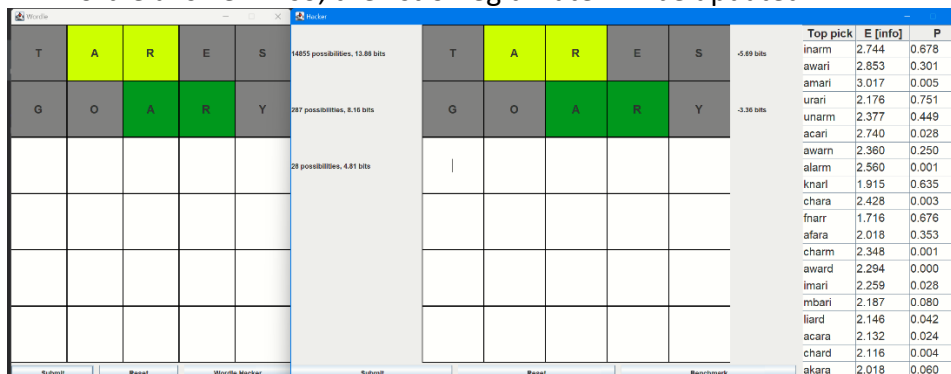 Wordle
Hacker
T A R E S
G O A R Y
Submit Reset Wordle Hacker
14855 possibilities, 13.86 bits T A R E S -5.69 bits
287 possibilities, 8.16 bits G O A R Y -3.36 bits
28 possibilities, 4.81 bits
Submit Reset Benchmark
Top pick E [info] P
inarm 2.744 0.678
awari 2.853 0.301
amari 3.017 0.005
urari 2.176 0.751
unarm 2.377 0.449
acari 2.740 0.028
awarn 2.360 0.250
alarm 2.560 0.001
knarl 1.915 0.635
chara 2.428 0.003
fnarr 1.716 0.676
afara 2.018 0.353
charm 2.348 0.001
award 2.294 0.000
imari 2.259 0.028
mbari 2.187 0.080
liard 2.146 0.042
acara 2.132 0.024
chard 2.116 0.004
akara 2.018 0.060